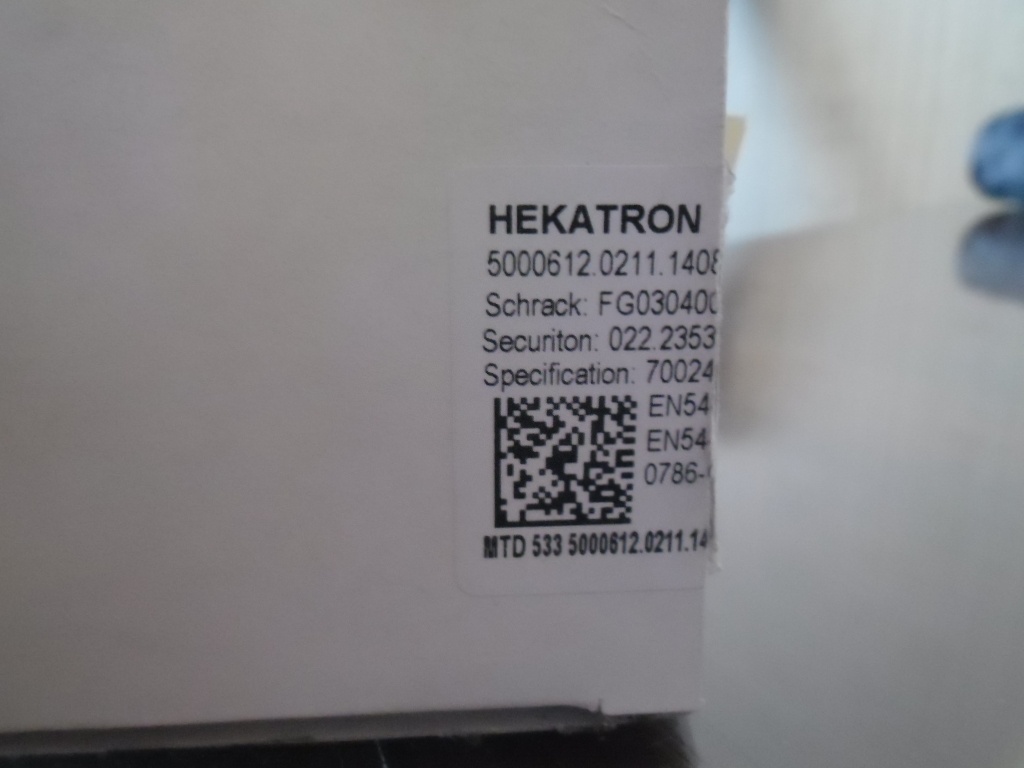 HEKATRON
5000612.0211.1408
Schrack: FG030400
Securiton: 022.2353
Specification: 70024
EN54
EN54-
0786-
MTD 533 5000612.0211.14